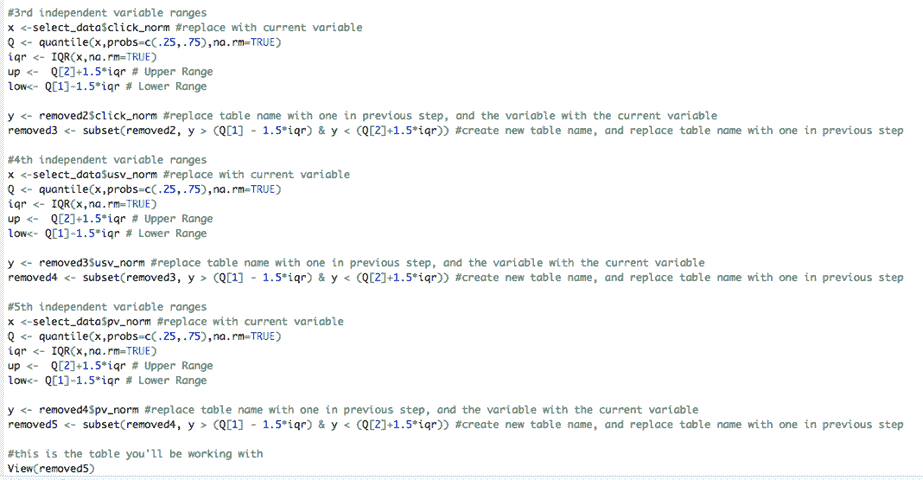 #3rd independent variable ranges
x <-select_data$click_norm #replace with current variable
Q <- quantile(x,probs=c(.25,.75),na.rm=TRUE)
iqr <- IQR(x,na.rm=TRUE)
up <-  Q[2]+1.5*iqr # Upper Range
low<- Q[1]-1.5*iqr # Lower Range
y <- removed2$click_norm #replace table name with one in previous step, and the variable with the current variable
removed3 <- subset(removed2, y > (Q[1] - 1.5*iqr) & y < (Q[2]+1.5*iqr)) #create new table name, and replace table name with one in previous step
#4th independent variable ranges
x <-select_data$usv_norm #replace with current variable
Q <- quantile(x,probs=c(.25,.75),na.rm=TRUE)
iqr <- IQR(x,na.rm=TRUE)
up <-  Q[2]+1.5*iqr # Upper Range
low<- Q[1]-1.5*iqr # Lower Range
y <- removed3$usv_norm #replace table name with one in previous step, and the variable with the current variable
removed4 <- subset(removed3, y > (Q[1] - 1.5*iqr) & y < (Q[2]+1.5*iqr)) #create new table name, and replace table name with one in previous step
#5th independent variable ranges
x <-select_data$pv_norm #replace with current variable
Q <- quantile(x,probs=c(.25,.75),na.rm=TRUE)
iqr <- IQR(x,na.rm=TRUE)
up <-  Q[2]+1.5*iqr # Upper Range
low<- Q[1]-1.5*iqr # Lower Range
y <- removed4$pv_norm #replace table name with one in previous step, and the variable with the current variable
removed5 <- subset(removed4, y > (Q[1] - 1.5*iqr) & y < (Q[2]+1.5*iqr)) #create new table name, and replace table name with one in previous step
#this is the table you'll be working with
View(removed5)